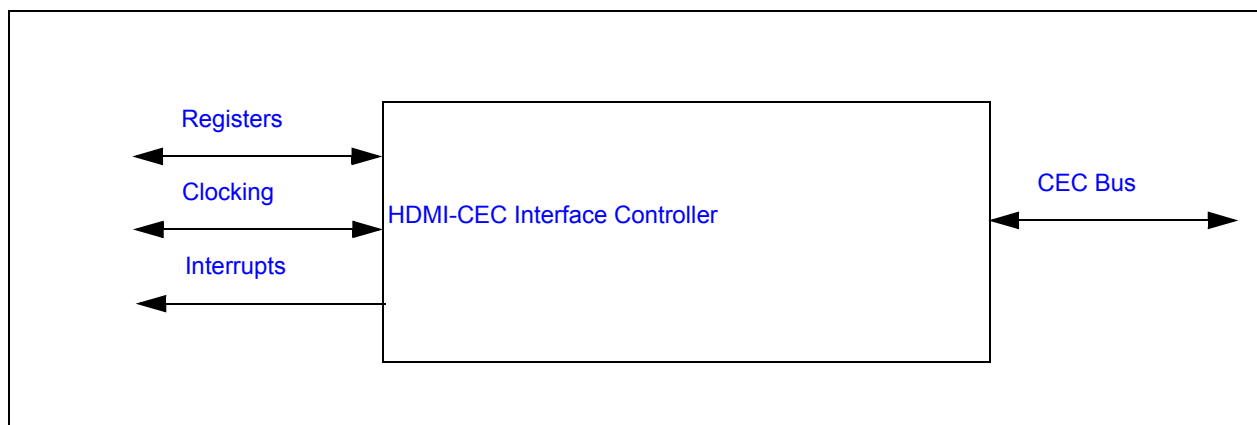 Registers
Clocking
HDMI-CEC Interface Controller
Interrupts
CEC Bus